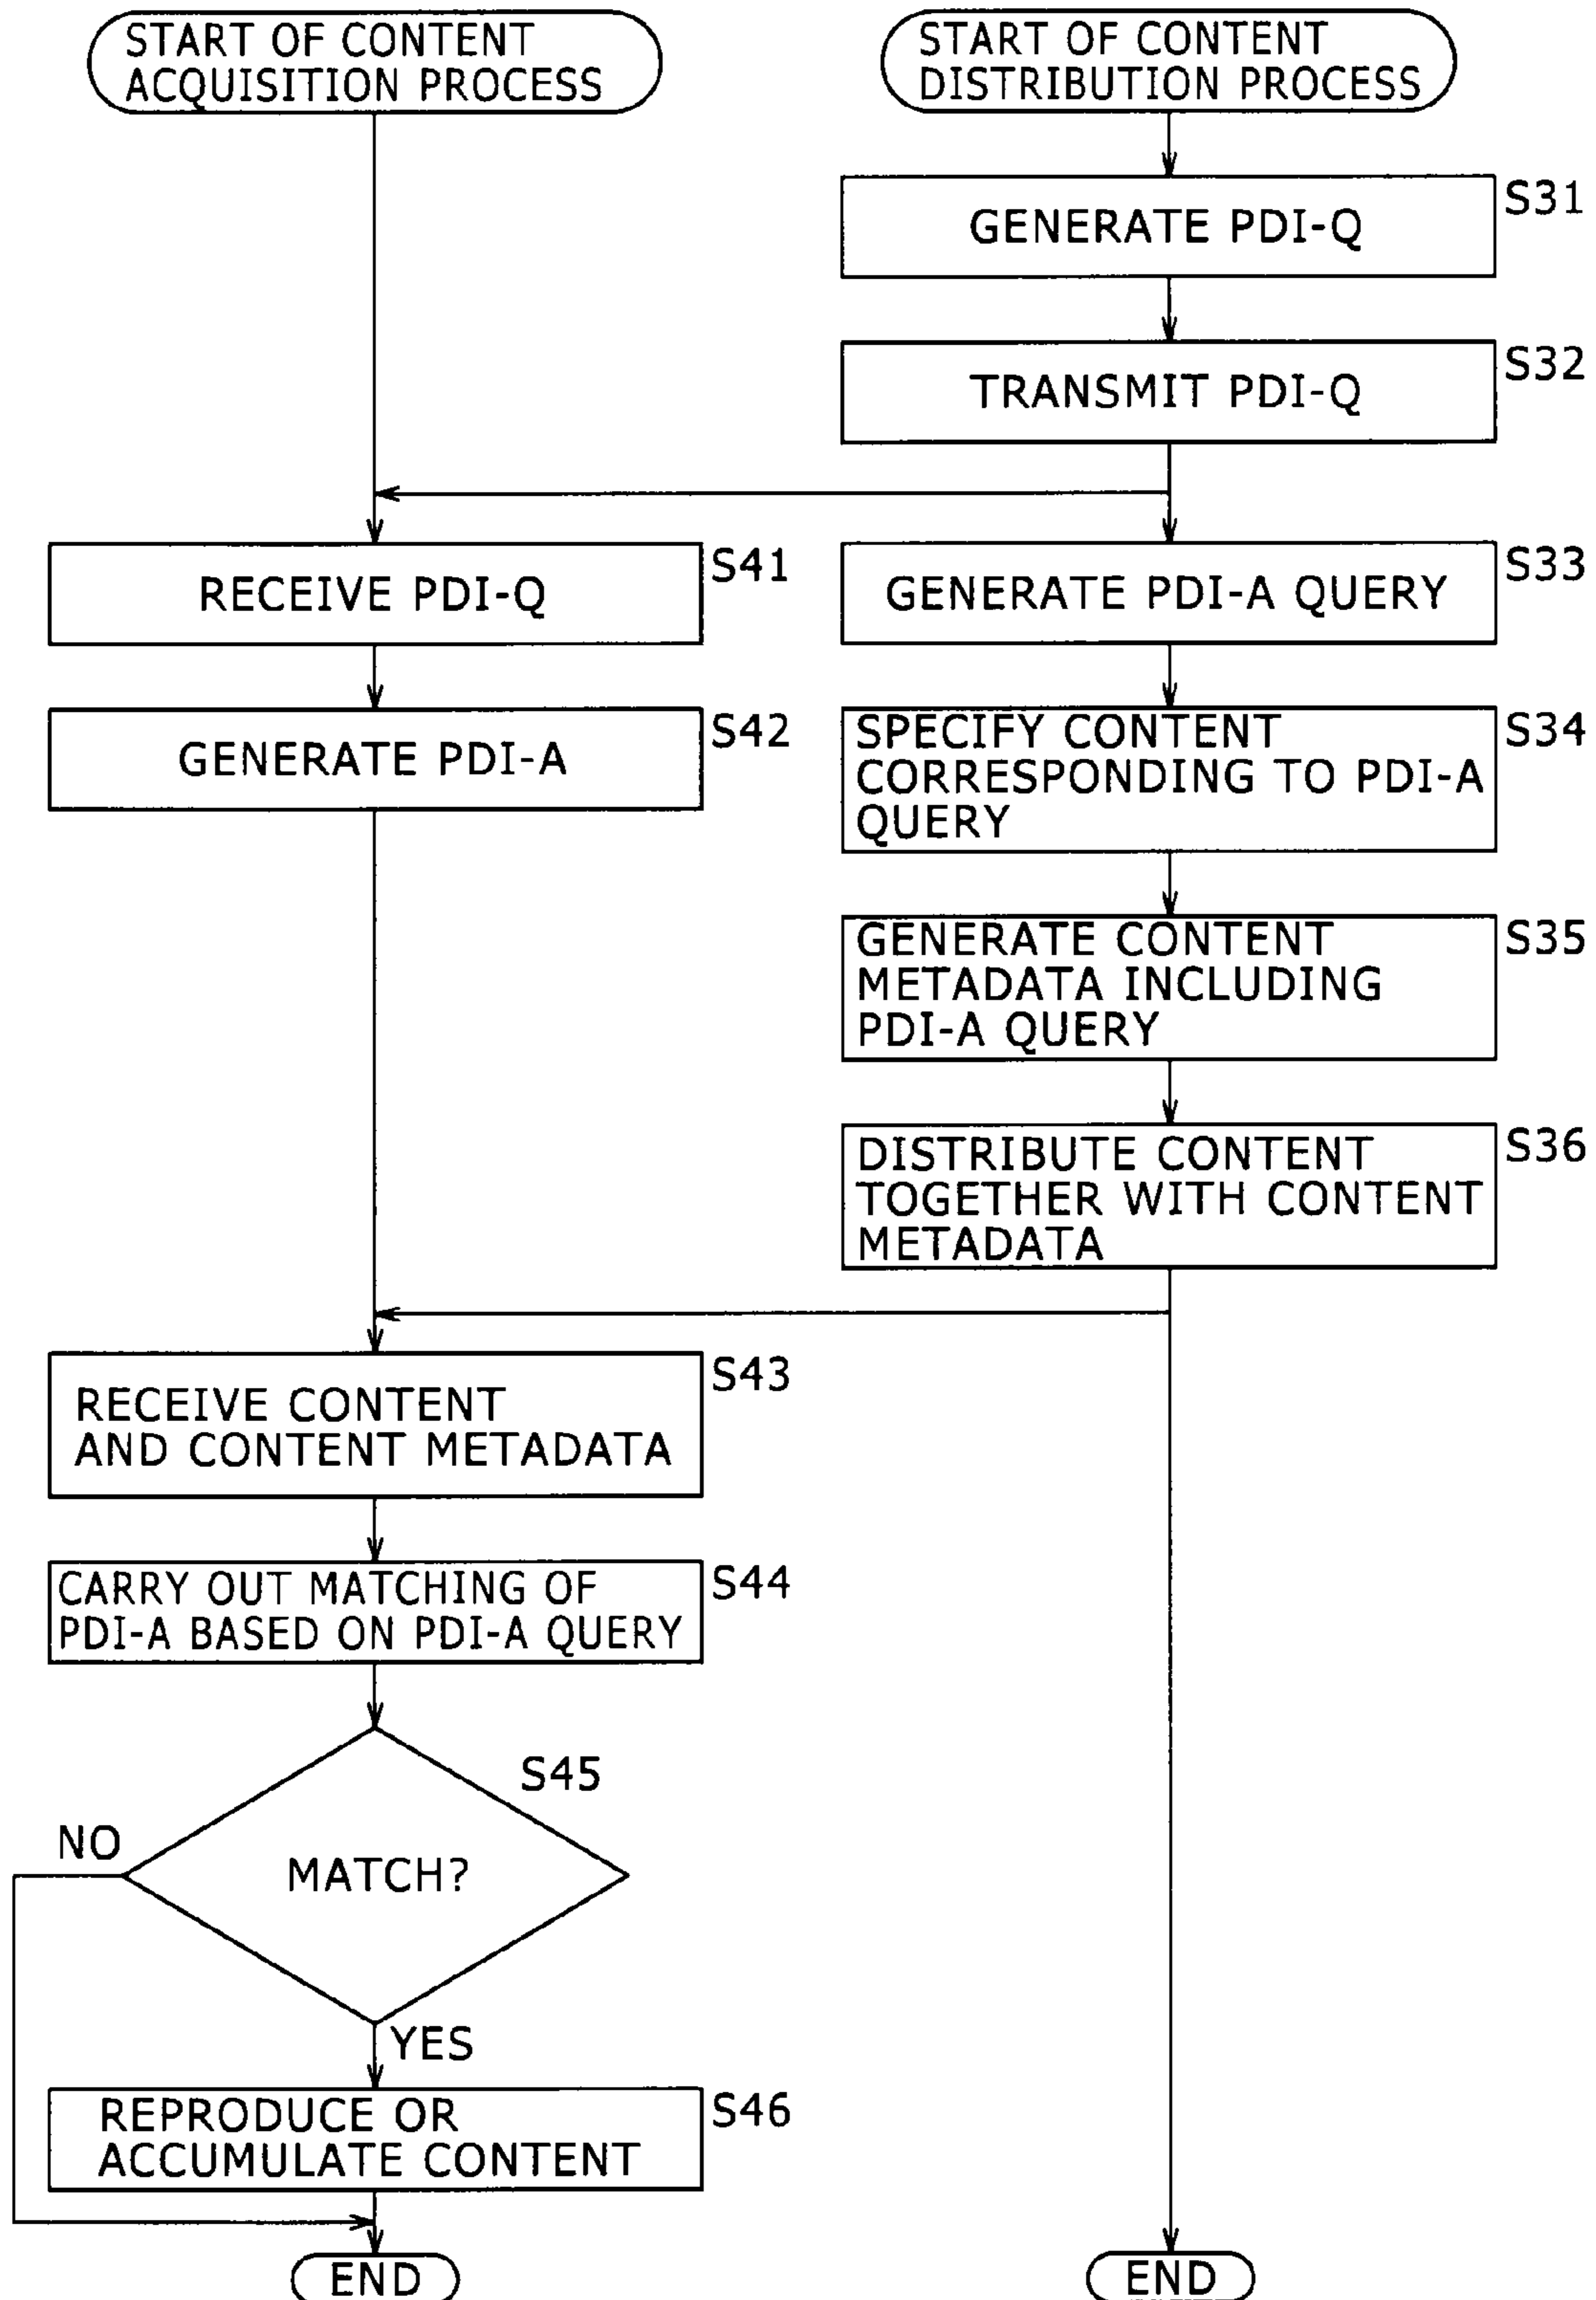 START OF CONTENT
ACQUISITION PROCESS
START OF CONTENT
DISTRIBUTION PROCESS
S31
GENERATE PDI-Q
S32
TRANSMIT PDI-Q
S41
RECEIVE PDI-Q
S33
GENERATE PDI-A QUERY
S42
GENERATE PDI-A
S34
SPECIFY CONTENT
CORRESPONDING TO PDI-A
QUERY
S35
GENERATE CONTENT
METADATA INCLUDING
PDI-A QUERY
S36
DISTRIBUTE CONTENT
TOGETHER WITH CONTENT
METADATA
S43
RECEIVE CONTENT
AND CONTENT METADATA
S44
CARRY OUT MATCHING OF
PDI-A BASED ON PDI-A QUERY
S45
NO
MATCH?
YES
S46
REPRODUCE OR
ACCUMULATE CONTENT
END
END